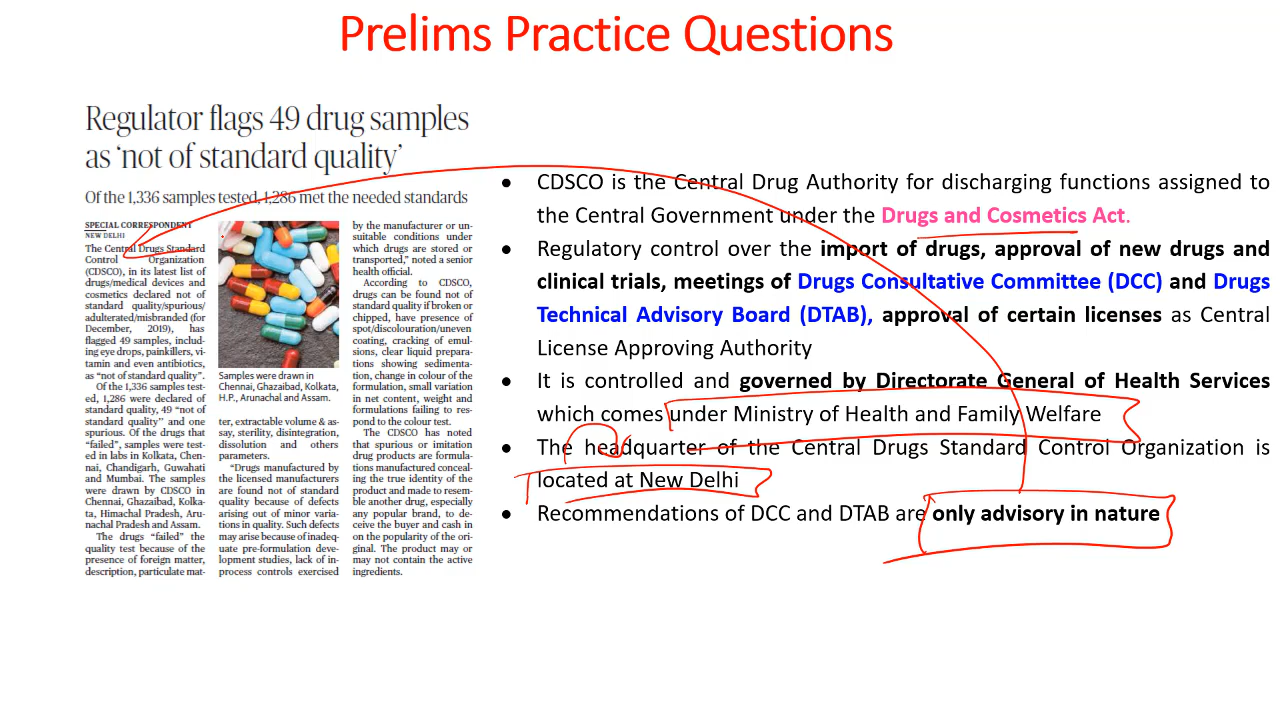 Prelims Practice Questions
Regulator flags 49 drug samples
as ‘not of standard quality’
Of the 1,336 samples tested, 1,286 met the needed standards
SPECIAL CORRESPONDENT
NEW DELHI
The Central Drugs Standard
Control Organization
(CDSCO), in its latest list of
drugs/medical devices and
cosmetics declared not of
standard quality/spurious/
adulterated/misbranded (for
December, 2019), has
flagged 49 samples, includ-
ing eye drops, painkillers, vi-
tamin and even antibiotics,
as “not of standard quality”.
Of the 1,336 samples test-
ed, 1,286 were declared of
standard quality, 49 “not of
standard quality” and one
spurious. Of the drugs that
“failed”, samples were test-
ed in labs in Kolkata, Chen-
nai, Chandigarh, Guwahati
and Mumbai. The samples
were drawn by CDSCO in
Chennai, Ghazaibad, Kolka-
ta, Himachal Pradesh, Aru-
nachal Pradesh and Assam.
The drugs “failed” the
quality test because of the
presence of foreign matter,
description, particulate mat-
Samples were drawn in
Chennai, Ghazaibad, Kolkata,
H.P., Arunachal and Assam.
ter, extractable volume & as-
say, sterility, disintegration,
dissolution and others
parameters.
“Drugs manufactured by
the licensed manufacturers
are found not of standard
quality because of defects
arising out of minor varia-
tions in quality. Such defects
may arise because of inadeq-
uate pre-formulation deve-
lopment studies, lack of in-
process controls exercised
by the manufacturer or un-
suitable conditions under
which drugs are stored or
transported,” noted a senior
health official.
According to CDSCO,
drugs can be found not of
standard quality if broken or
chipped, have presence of
spot/discolouration/uneven
coating, cracking of emul-
sions, clear liquid prepara-
tions showing sedimenta-
tion, change in colour of the
formulation, small variation
in net content, weight and
formulations failing to res-
pond to the colour test.
The CDSCO has noted
that spurious or imitation
drug products are formula-
tions manufactured conceal-
ing the true identity of the
product and made to resem-
ble another drug, especially
any popular brand, to de-
ceive the buyer and cash in
on the popularity of the ori-
ginal. The product may or
may not contain the active
ingredients.
• CDSCO is the Central Drug Authority for discharging functions assigned to
the Central Government under the Drugs and Cosmetics Act.
• Regulatory control over the import of drugs, approval of new drugs and
clinical trials, meetings of Drugs Consultative Committee (DCC) and Drugs
Technical Advisory Board (DTAB), approval of certain licenses as Central
License Approving Authority
• It is controlled and governed by Directorate General of Health Services
which comes under Ministry of Health and Family Welfare
• The headquarter of the Central Drugs Standard Control Organization is
located at New Delhi
• Recommendations of DCC and DTAB are only advisory in nature